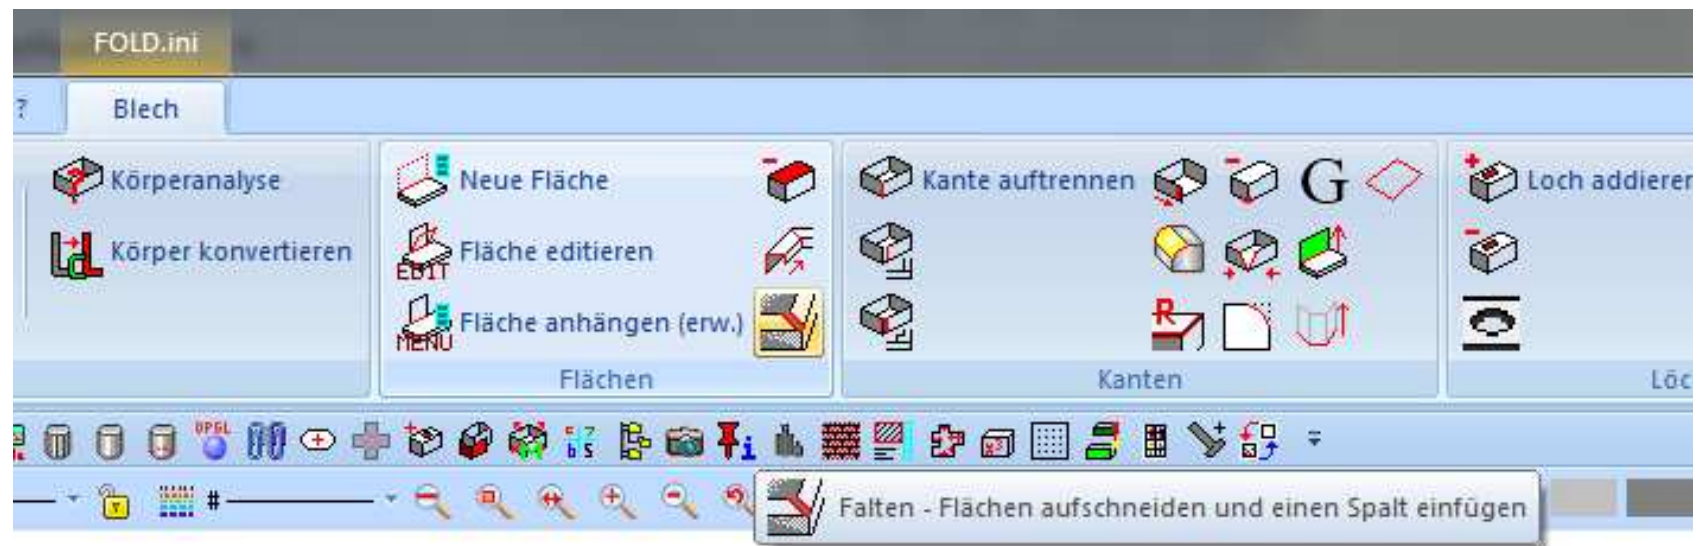 FOLD.ini
? Blech
Körperanalyse Neue Fläche Kante auftrennen G Loch addieren
Körper konvertieren EDIT Fläche editieren
MENU Fläche anhängen (erw.) R
Flächen Kanten Löc
OPGL i
#
Falten - Flächen aufschneiden und einen Spalt einfügen